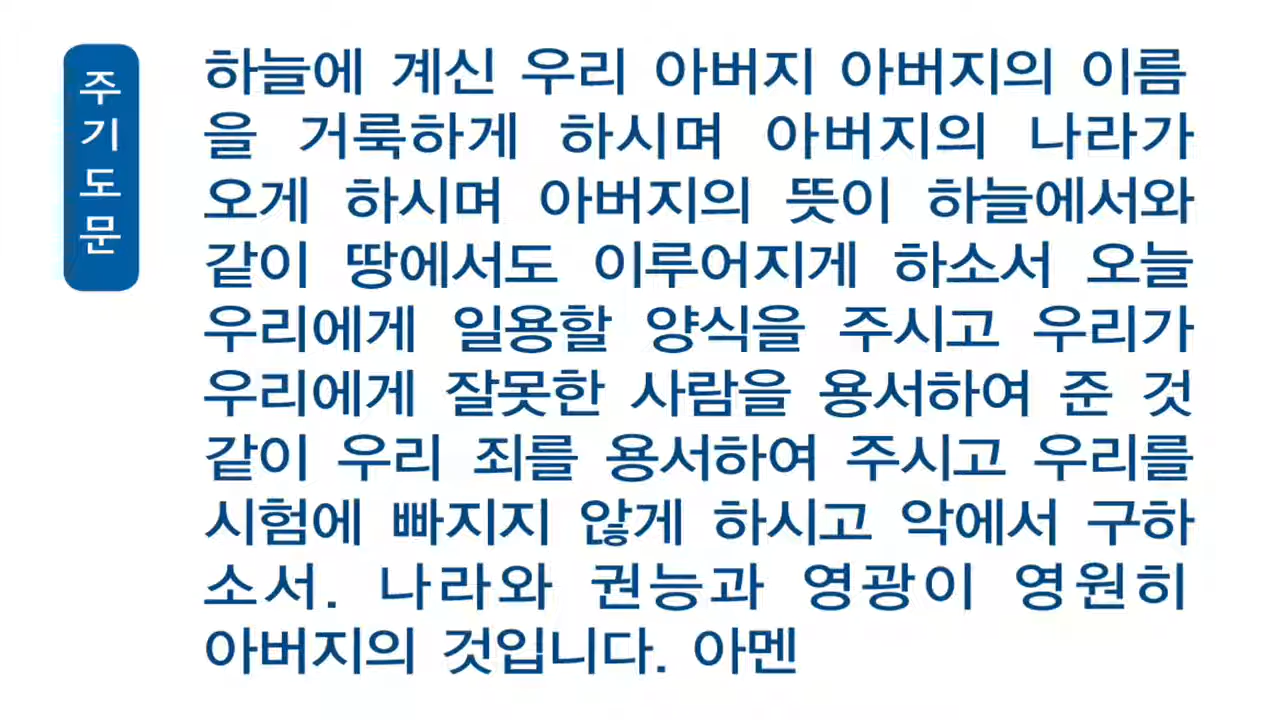 주기도문
하늘에 계신 우리 아버지 아버지의 이름
을 거룩하게 하시며 아버지의 나라가
오게 하시며 아버지의 뜻이 하늘에서와
같이 땅에서도 이루어지게 하소서 오늘
우리에게 일용할 양식을 주시고 우리가
우리에게 잘못한 사람을 용서하여 준 것
같이 우리 죄를 용서하여 주시고 우리를
시험에 빠지지 않게 하시고 악에서 구하
소서. 나라와 권능과 영광이 영원히
아버지의 것입니다. 아멘